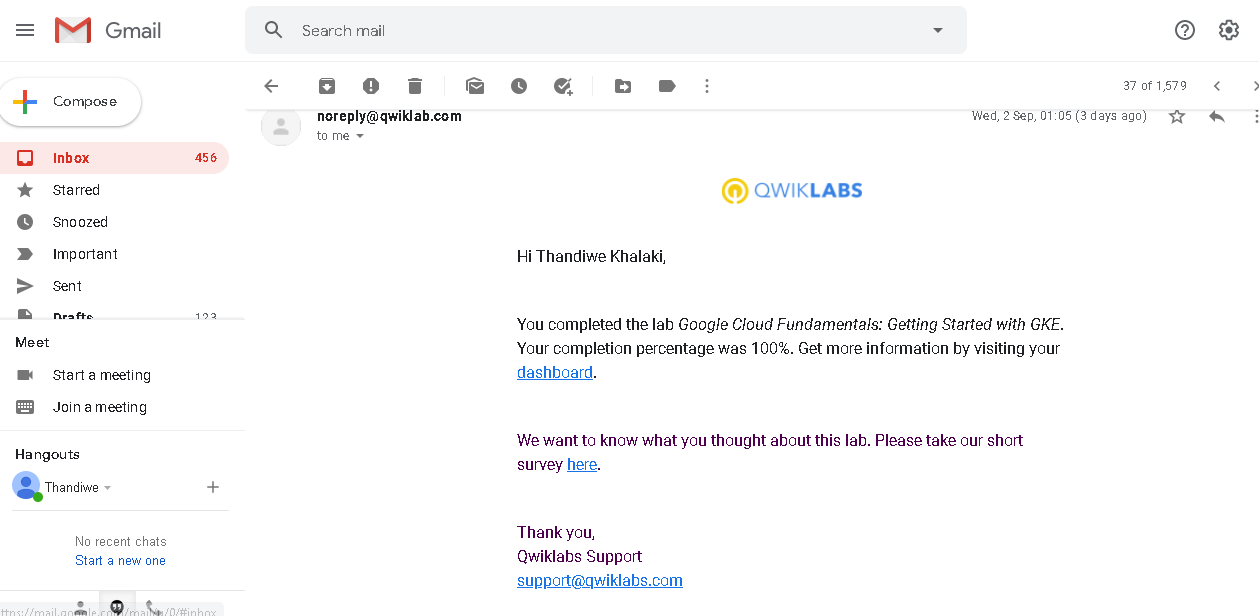 Gmail
Search mail
Compose
37 of 1,579
noreply@qwiklab.com
Wed, 2 Sep, 01:05 (3 days ago)
to me
Inbox 456
Starred
Snoozed
Important
Sent
Drafts 123
Meet
Start a meeting
Join a meeting
Hangouts
Thandiwe
No recent chats
Start a new one
QWIKLABS
Hi Thandiwe Khalaki,
You completed the lab Google Cloud Fundamentals: Getting Started with GKE.
Your completion percentage was 100%. Get more information by visiting your
dashboard.
We want to know what you thought about this lab. Please take our short
survey here.
Thank you,
Qwiklabs Support
support@qwiklabs.com
ttps://mail.google.com/mail/u/0/#inbox